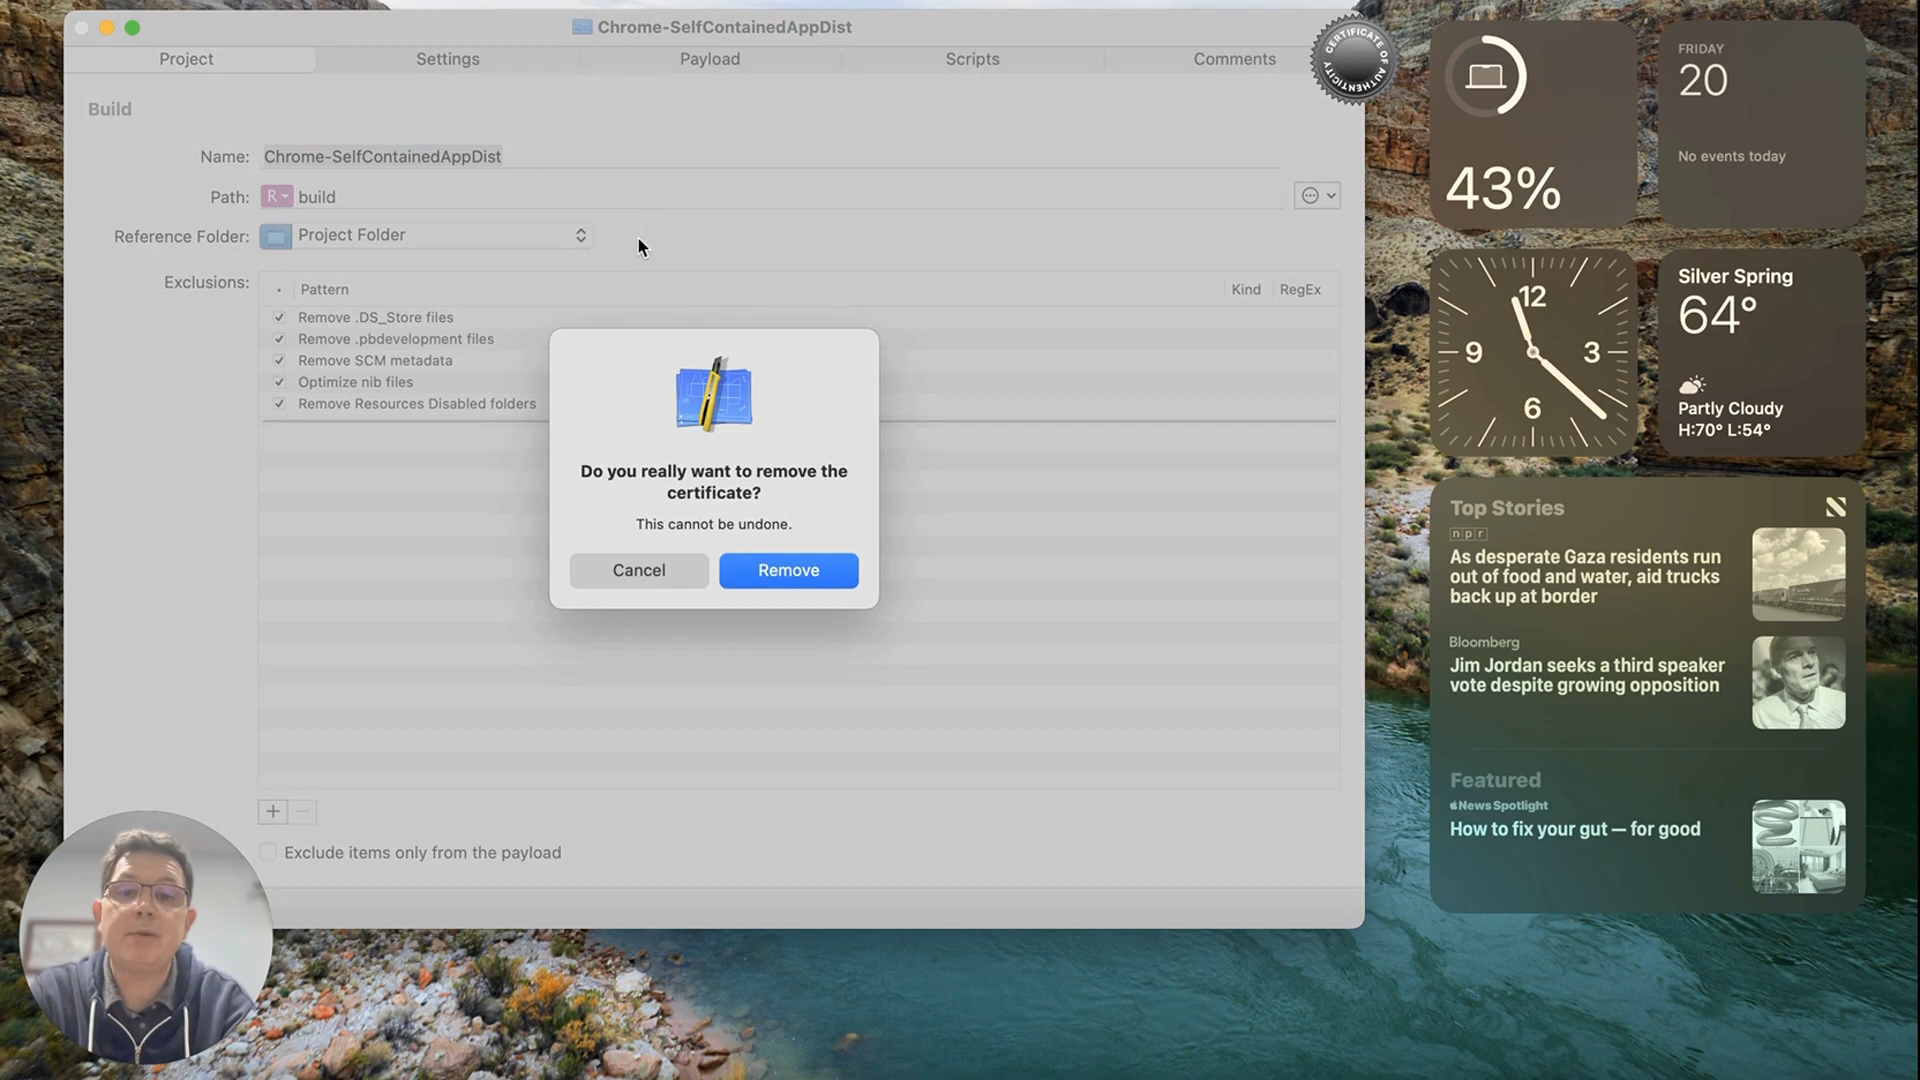 Chrome-SelfContainedAppDist
Project
Settings
Payload
Scripts
Comments
CERTIFICATE OF AUTHENTICITY
Build
Name: Chrome-SelfContainedAppDist
Path: R build
Reference Folder: Project Folder
Exclusions:
Pattern
Kind
RegEx
Remove .DS_Store files
Remove .pbdevelopment files
Remove SCM metadata
Optimize nib files
Remove Resources Disabled folders
Do you really want to remove the
certificate?
This cannot be undone.
Cancel
Remove
Exclude items only from the payload
43%
FRIDAY
20
No events today
12
3
6
9
Silver Spring
64°
Partly Cloudy
H:70° L:54°
Top Stories
npr
As desperate Gaza residents run
out of food and water, aid trucks
back up at border
Bloomberg
Jim Jordan seeks a third speaker
vote despite growing opposition
Featured
News Spotlight
How to fix your gut — for good